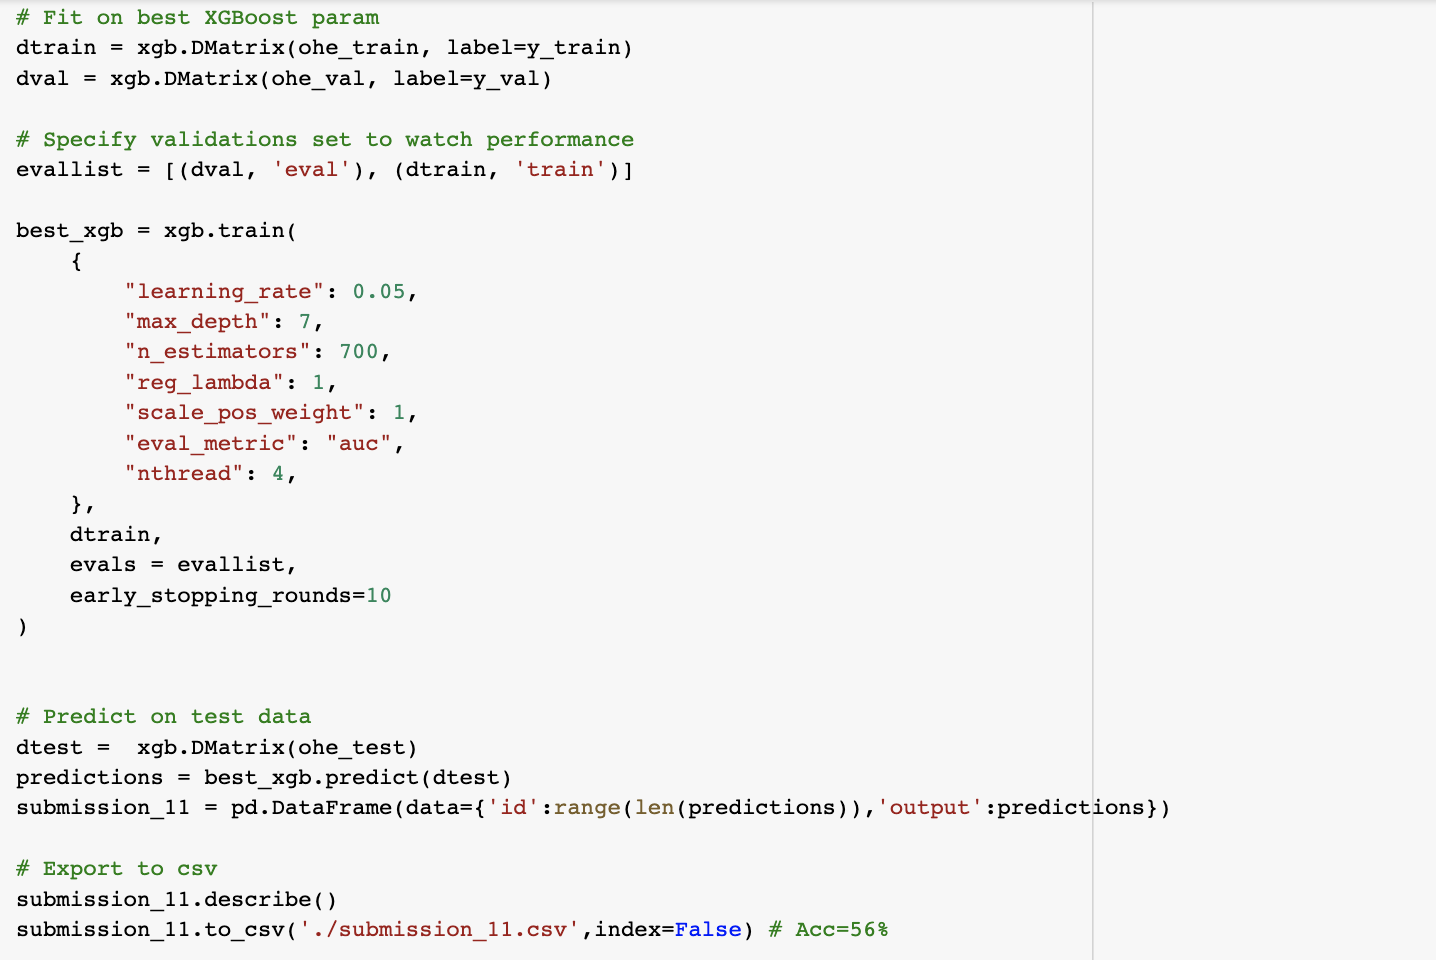 # Fit on best XGBoost param
dtrain = xgb.DMatrix(ohe_train, label=y_train)
dval = xgb.DMatrix(ohe_val, label=y_val)
# Specify validations set to watch performance
evallist = [(dval, 'eval'), (dtrain, 'train')]
best_xgb = xgb.train(
    {
        "learning_rate": 0.05,
        "max_depth": 7,
        "n_estimators": 700,
        "reg_lambda": 1,
        "scale_pos_weight": 1,
        "eval_metric": "auc",
        "nthread": 4,
    },
    dtrain,
    evals = evallist,
    early_stopping_rounds=10
)
# Predict on test data
dtest =  xgb.DMatrix(ohe_test)
predictions = best_xgb.predict(dtest)
submission_11 = pd.DataFrame(data={'id':range(len(predictions)),'output':predictions})
# Export to csv
submission_11.describe()
submission_11.to_csv('./submission_11.csv',index=False) # Acc=56%